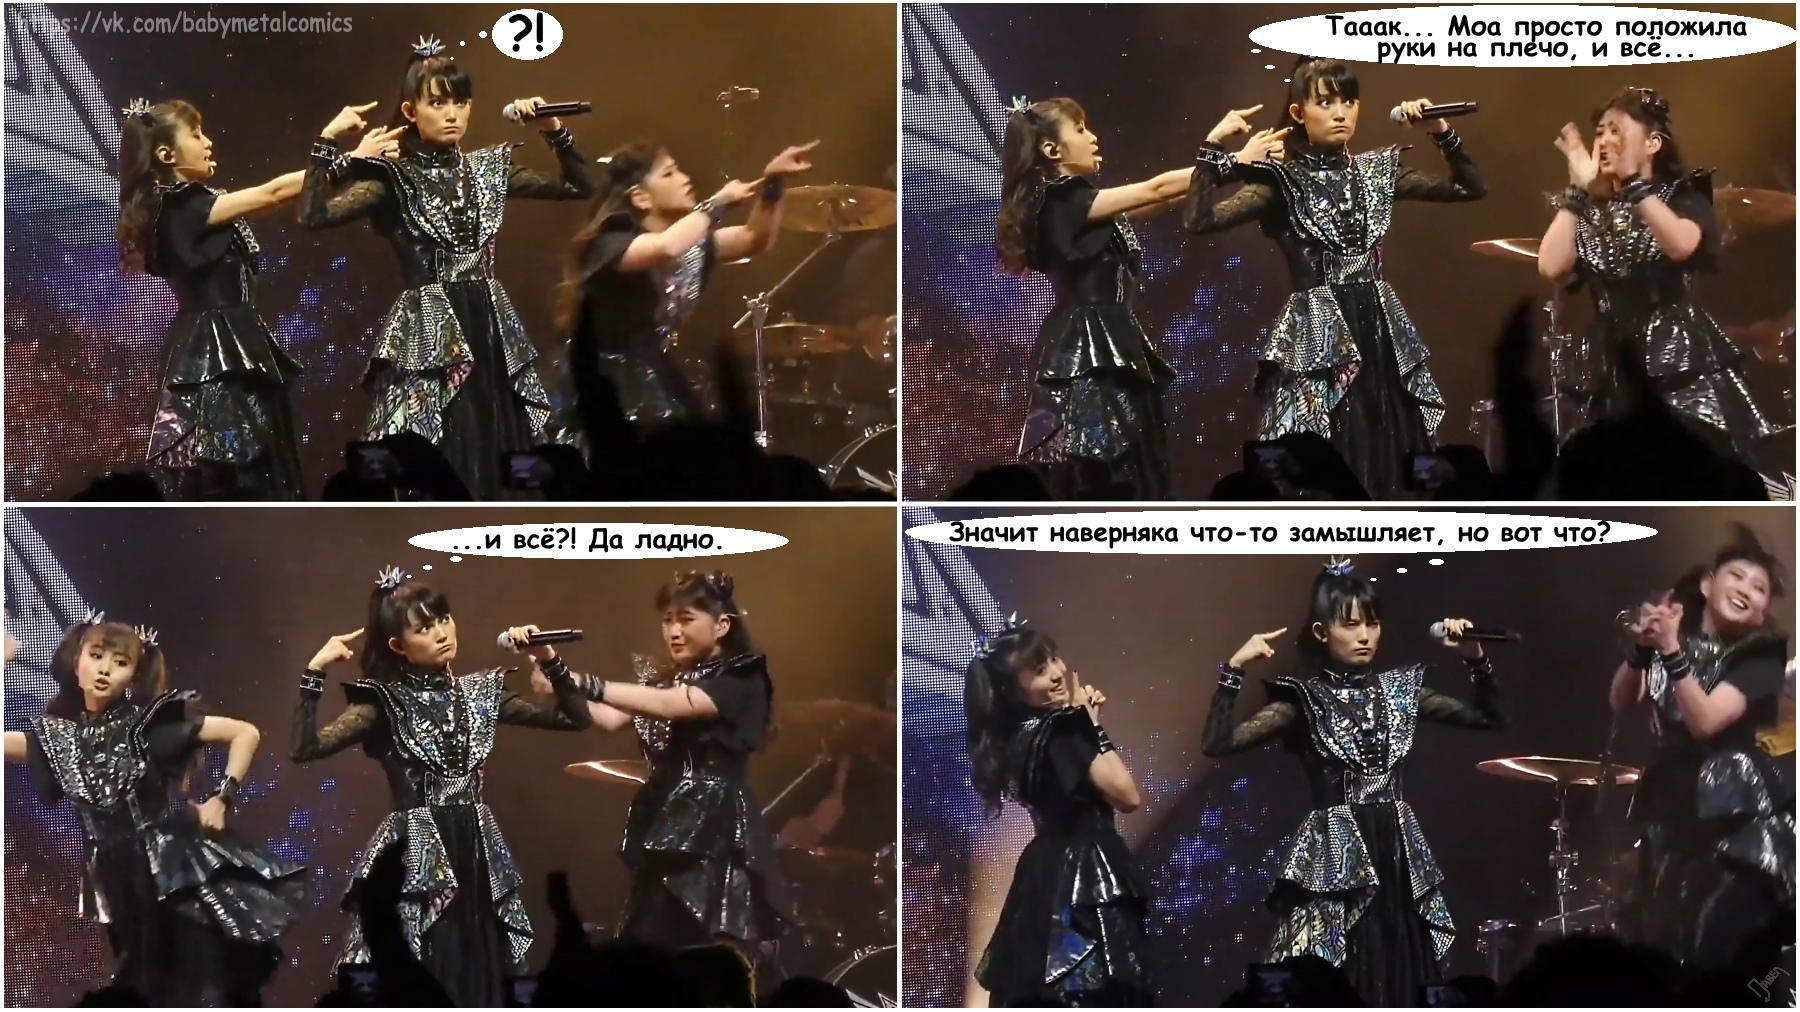 https://vk.com/babymetalcomics
?!
Тааак... Моа просто положила
руки на плечо, и всё...
...и всё?! Да ладно.
Значит наверняка что-то замышляет, но вот что?
Павел